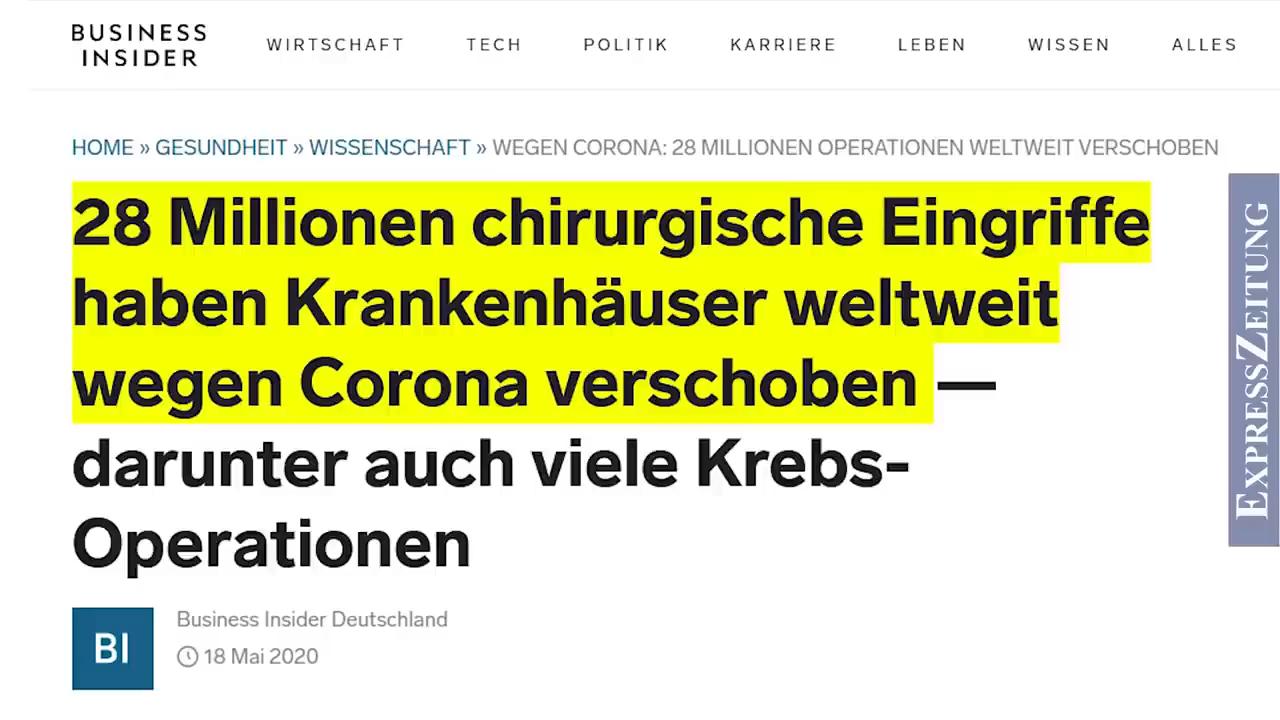 BUSINESS
INSIDER
WIRTSCHAFT TECH POLITIK KARRIERE LEBEN WISSEN ALLES
HOME » GESUNDHEIT » WISSENSCHAFT » WEGEN CORONA: 28 MILLIONEN OPERATIONEN WELTWEIT VERSCHOBEN
28 Millionen chirurgische Eingriffe
haben Krankenhäuser weltweit
wegen Corona verschoben —
darunter auch viele Krebs-
Operationen
BI
Business Insider Deutschland
18 Mai 2020
EXPRESSZEITUNG